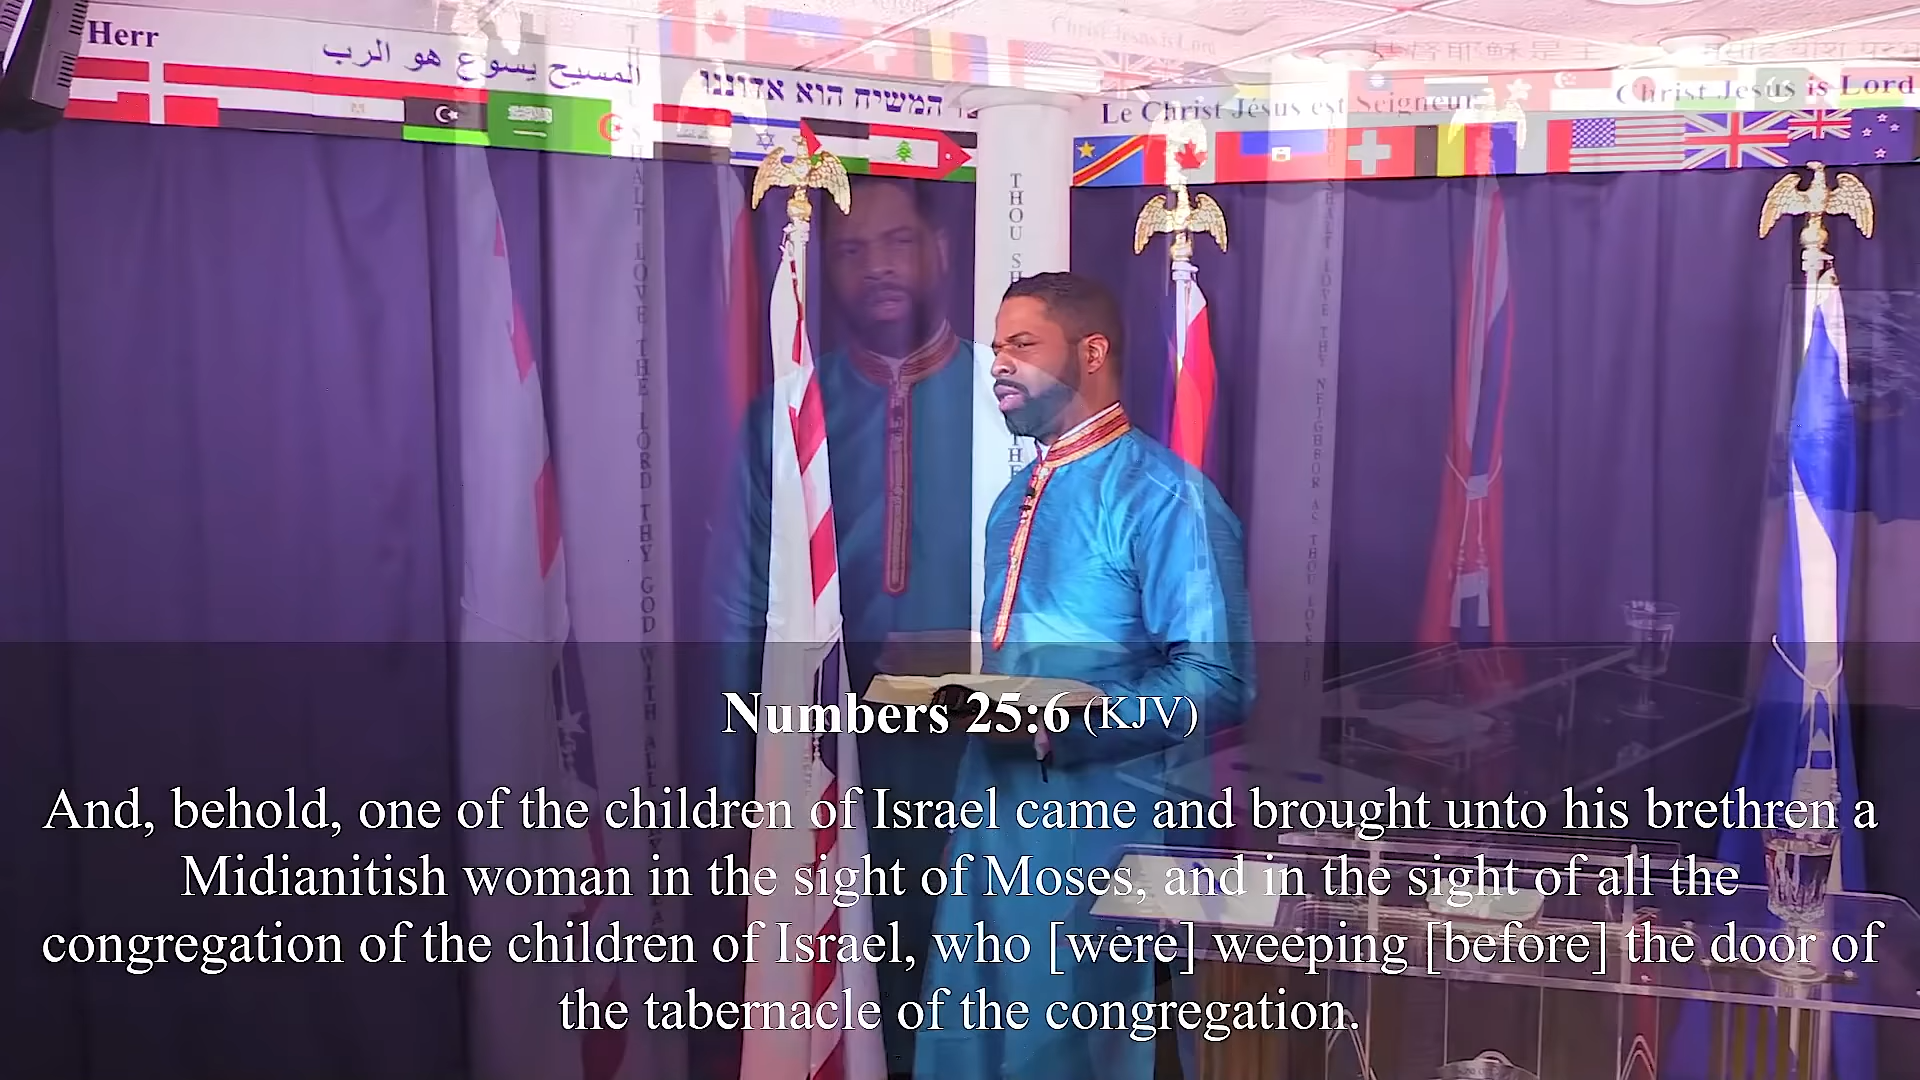 Herr
المسيح يسوع هو الرب
המשיח הוא אדוננו
Le Christ Jésus est Seigneur
Christ Jesus is Lord
THOU SHALT LOVE THE LORD THY GOD WITH ALL
THOU
THE
LOVE THY NEIGHBOR AS THOU LOVE
Numbers 25:6 (KJV)
And, behold, one of the children of Israel came and brought unto his brethren a
Midianitish woman in the sight of Moses, and in the sight of all the
congregation of the children of Israel, who [were] weeping [before] the door of
the tabernacle of the congregation.